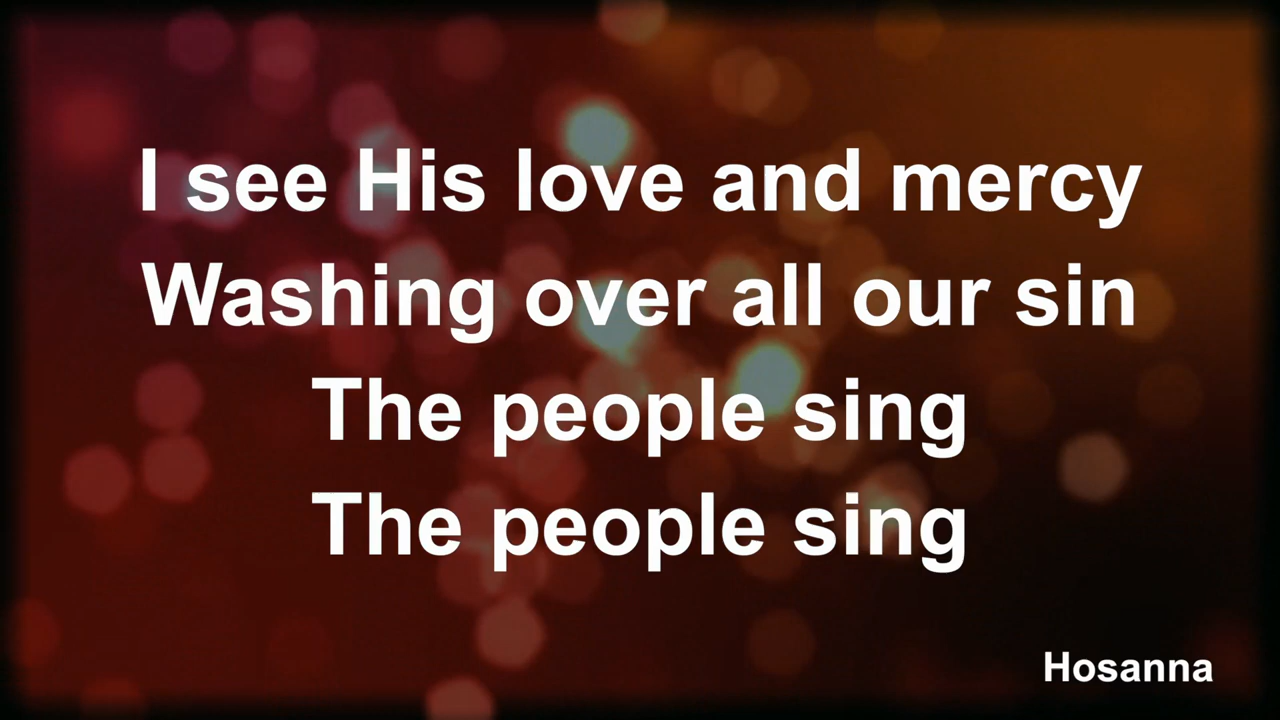 I see His love and mercy
Washing over all our sin
The people sing
The people sing
Hosanna